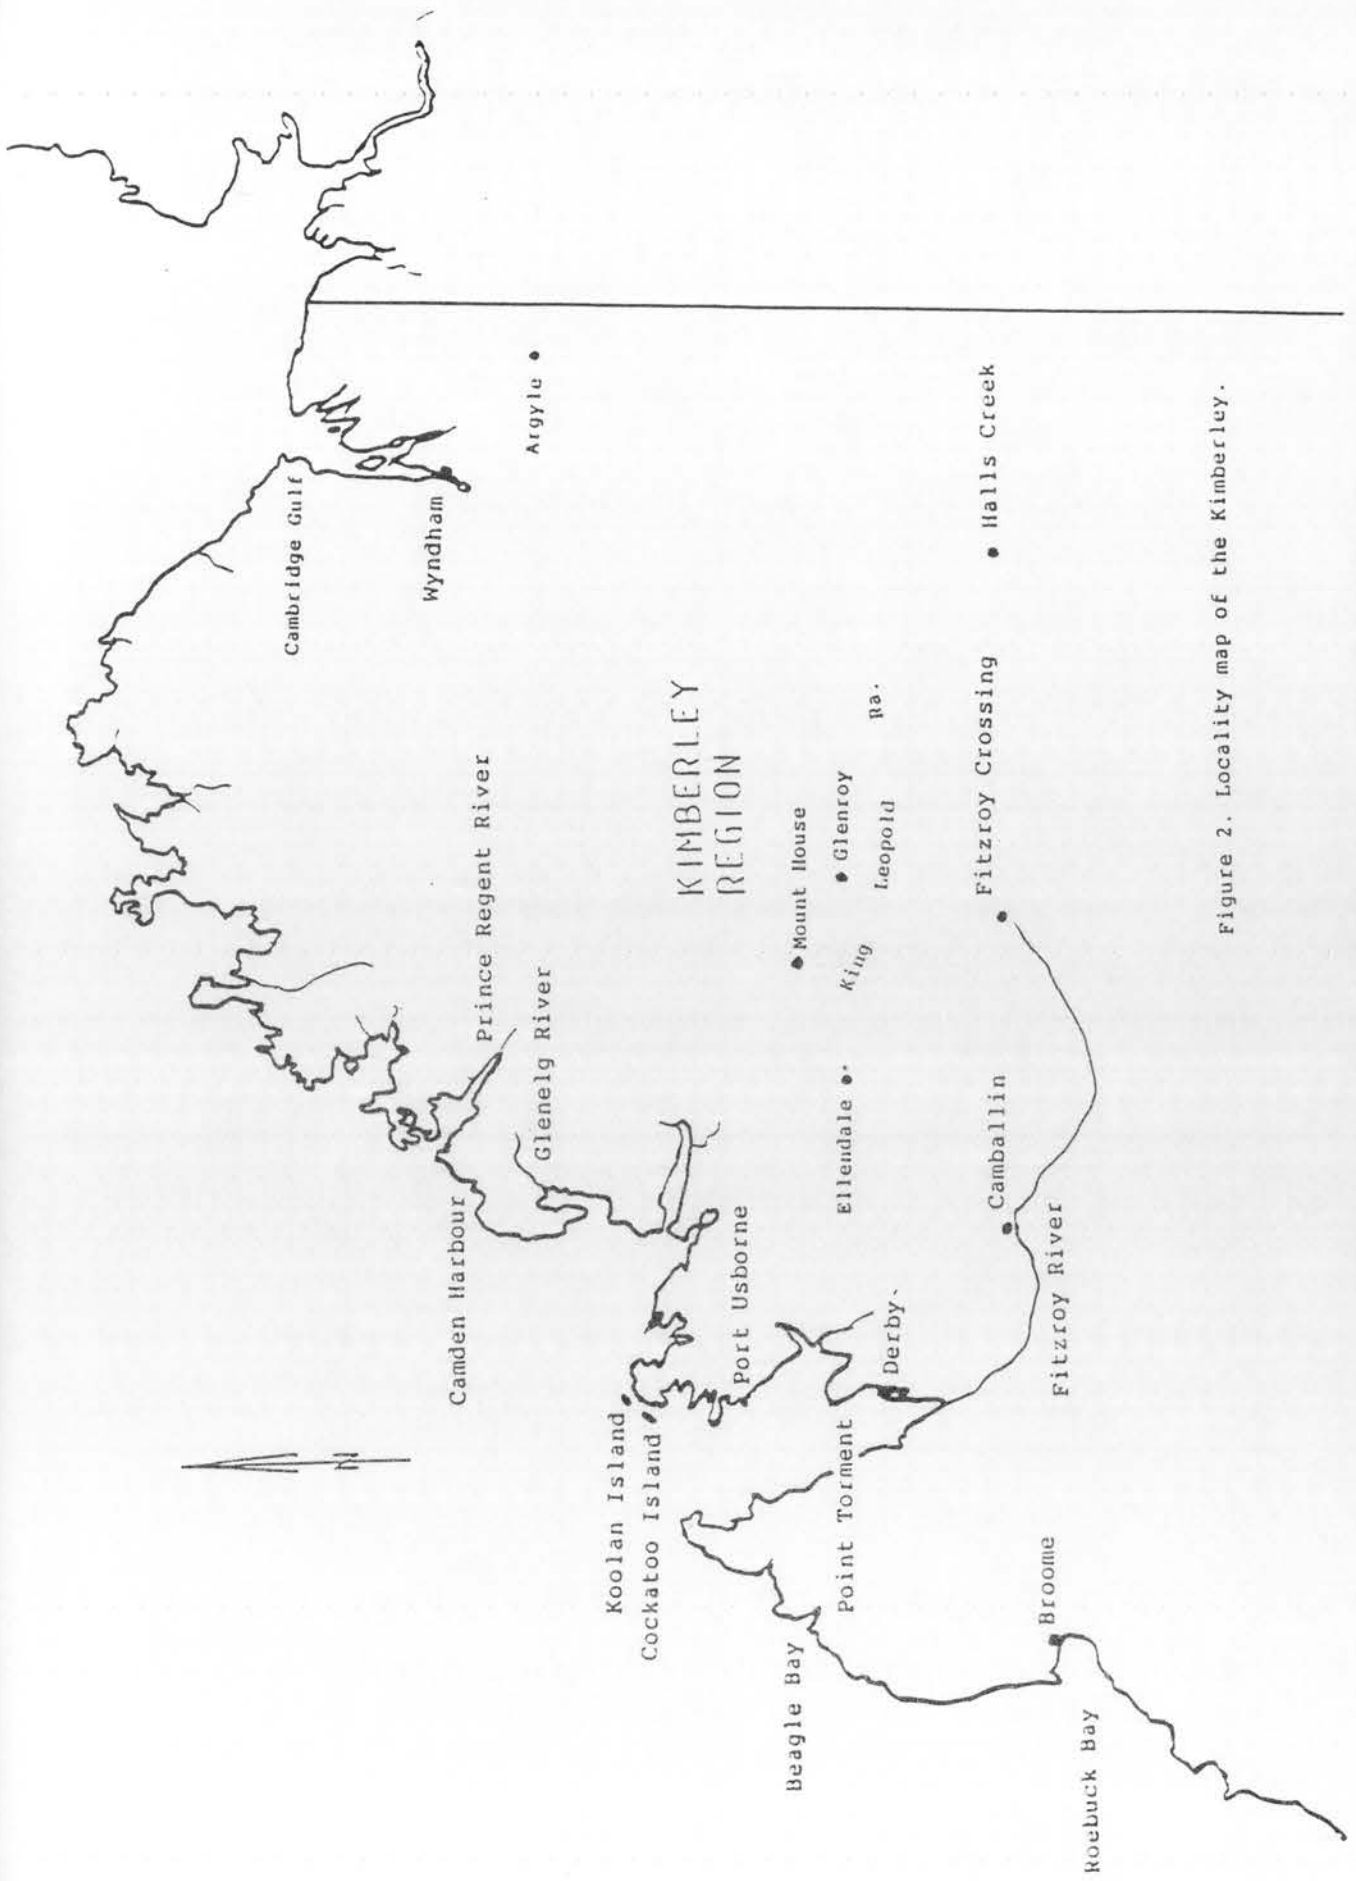 Cambridge Gulf
Wyndham
Argyle
Prince Regent River
Camden Harbour
Glenelg River
KIMBERLEY
REGION
Koolan Island
Cockatoo Island
Port Usborne
Mount House
Glenroy
King
Leopold
Ra.
Ellendale
Derby
Point Torment
Beagle Bay
Halls Creek
Fitzroy Crossing
Camballin
Fitzroy River
Broome
Roebuck Bay
N
Figure 2. Locality map of the Kimberley.